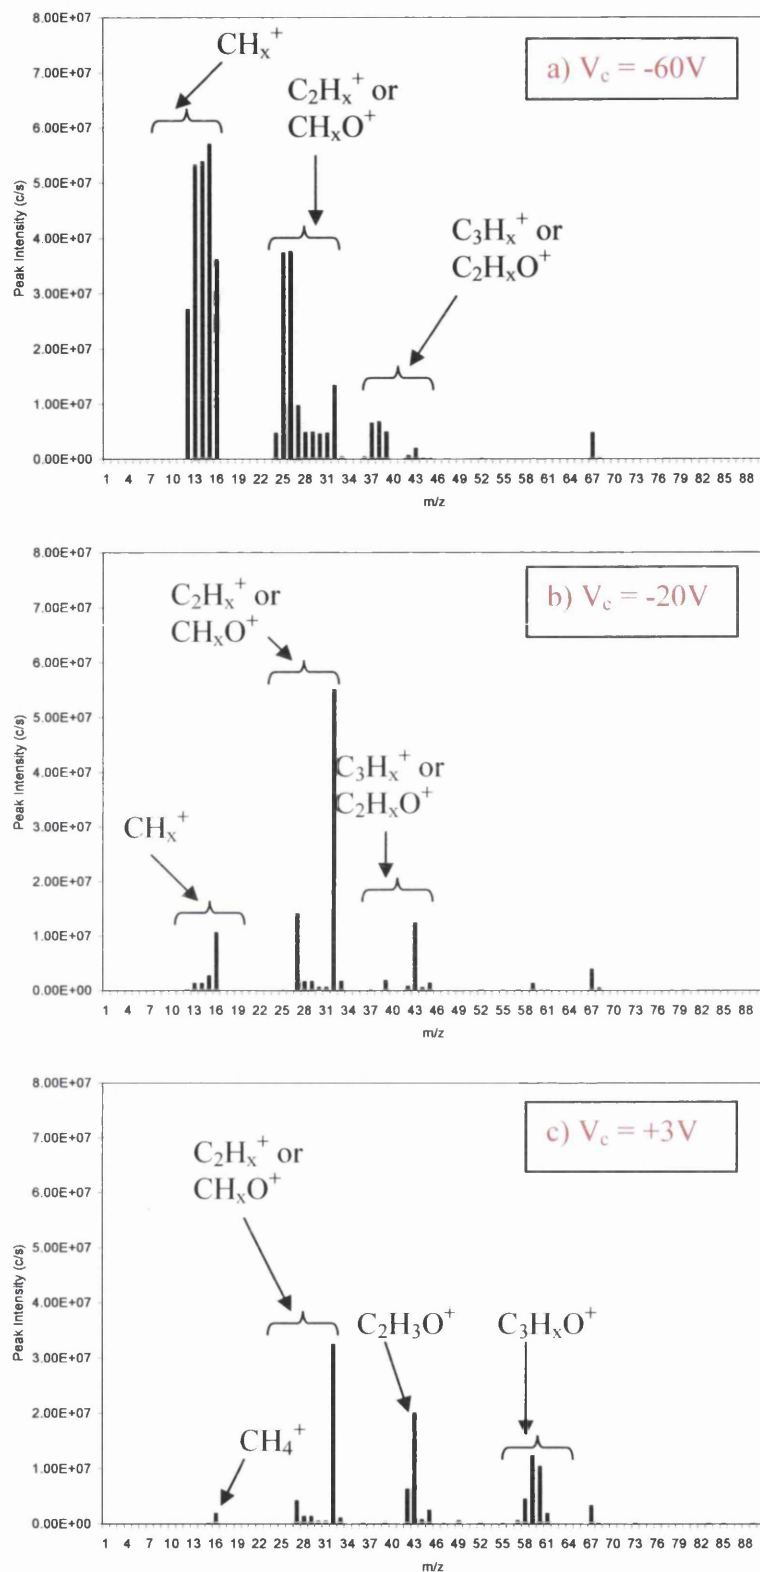 8.00E+07
7.00E+07
6.00E+07
5.00E+07
4.00E+07
3.00E+07
2.00E+07
1.00E+07
0.00E+00
Peak Intensity (c/s)
CHₓ⁺
C₂Hₓ⁺ or
CHₓO⁺
C₃Hₓ⁺ or
C₂HₓO⁺
a) V꜀ = -60V
1 4 7 10 13 16 19 22 25 28 31 34 37 40 43 46 49 52 55 58 61 64 67 70 73 76 79 82 85 88
m/z
8.00E+07
7.00E+07
6.00E+07
5.00E+07
4.00E+07
3.00E+07
2.00E+07
1.00E+07
0.00E+00
Peak Intensity (c/s)
C₂Hₓ⁺ or
CHₓO⁺
b) V꜀ = -20V
C₃Hₓ⁺ or
C₂HₓO⁺
CHₓ⁺
1 4 7 10 13 16 19 22 25 28 31 34 37 40 43 46 49 52 55 58 61 64 67 70 73 76 79 82 85 88
m/z
8.00E+07
7.00E+07
6.00E+07
5.00E+07
4.00E+07
3.00E+07
2.00E+07
1.00E+07
0.00E+00
Peak Intensity (c/s)
c) V꜀ = +3V
C₂Hₓ⁺ or
CHₓO⁺
C₂H₃O⁺
C₃HₓO⁺
CH₄⁺
1 4 7 10 13 16 19 22 25 28 31 34 37 40 43 46 49 52 55 58 61 64 67 70 73 76 79 82 85 88
m/z